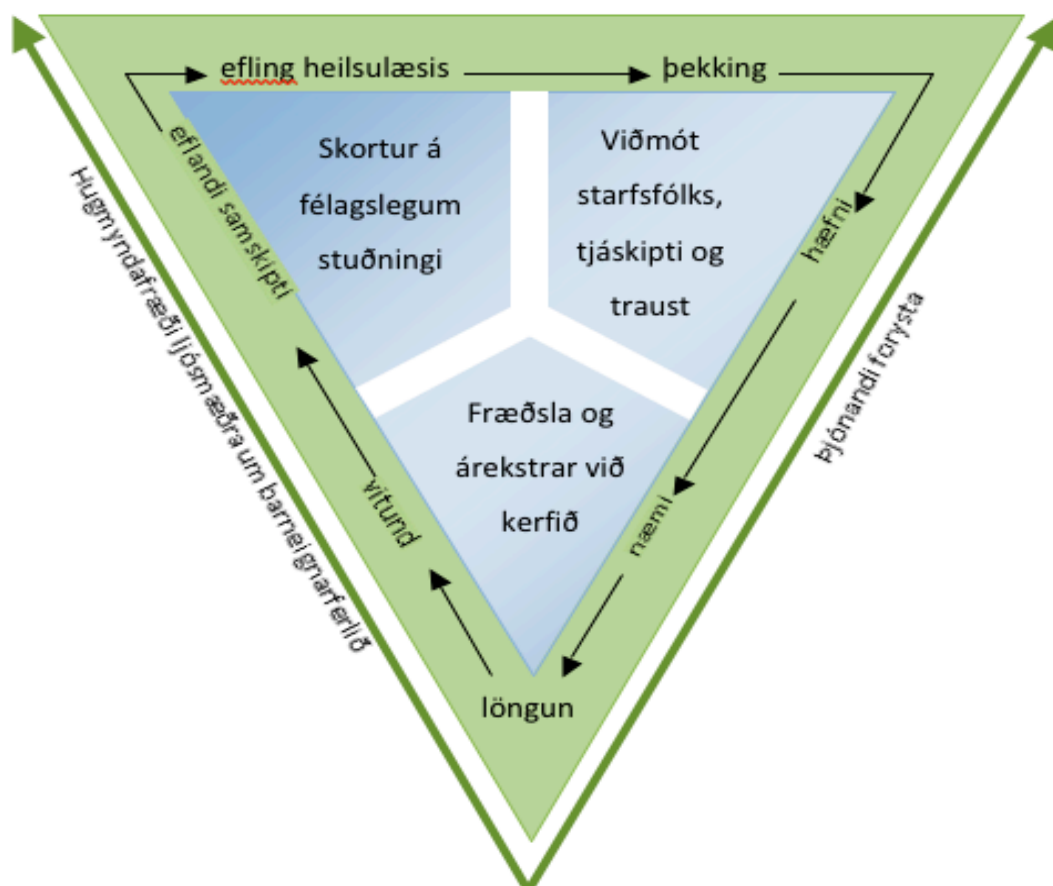 efling heilsulæsis
þekking
Skortur á
félagslegum
stuðningi
Viðmót
starfsfólks,
tjáskipti og
traust
Fræðsla og
árekstrar við
kerfið
hæfni
næmi
löngun
vitund
eflandi samskipti
Hugmyndafræði ljósmæðra um barneignarferlið
Þjónandi forysta